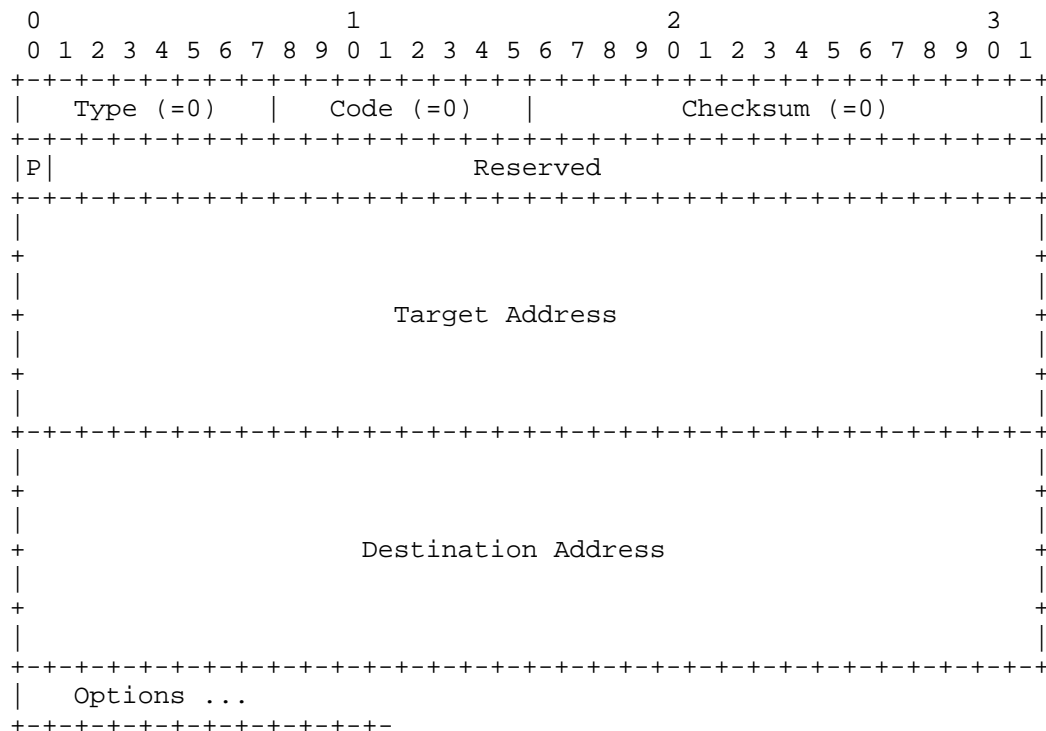 0                   1                   2                   3
 0 1 2 3 4 5 6 7 8 9 0 1 2 3 4 5 6 7 8 9 0 1 2 3 4 5 6 7 8 9 0 1
+-+-+-+-+-+-+-+-+-+-+-+-+-+-+-+-+-+-+-+-+-+-+-+-+-+-+-+-+-+-+-+-+
|   Type (=0)   |   Code (=0)   |         Checksum (=0)         |
+-+-+-+-+-+-+-+-+-+-+-+-+-+-+-+-+-+-+-+-+-+-+-+-+-+-+-+-+-+-+-+-+
|P|                          Reserved                           |
+-+-+-+-+-+-+-+-+-+-+-+-+-+-+-+-+-+-+-+-+-+-+-+-+-+-+-+-+-+-+-+-+
|                                                               |
+                                                               +
|                                                               |
+                       Target Address                          +
|                                                               |
+                                                               +
|                                                               |
+-+-+-+-+-+-+-+-+-+-+-+-+-+-+-+-+-+-+-+-+-+-+-+-+-+-+-+-+-+-+-+-+
|                                                               |
+                                                               +
|                                                               |
+                     Destination Address                       +
|                                                               |
+                                                               +
|                                                               |
+-+-+-+-+-+-+-+-+-+-+-+-+-+-+-+-+-+-+-+-+-+-+-+-+-+-+-+-+-+-+-+-+
|   Options ...
+-+-+-+-+-+-+-+-+-+-+-+-